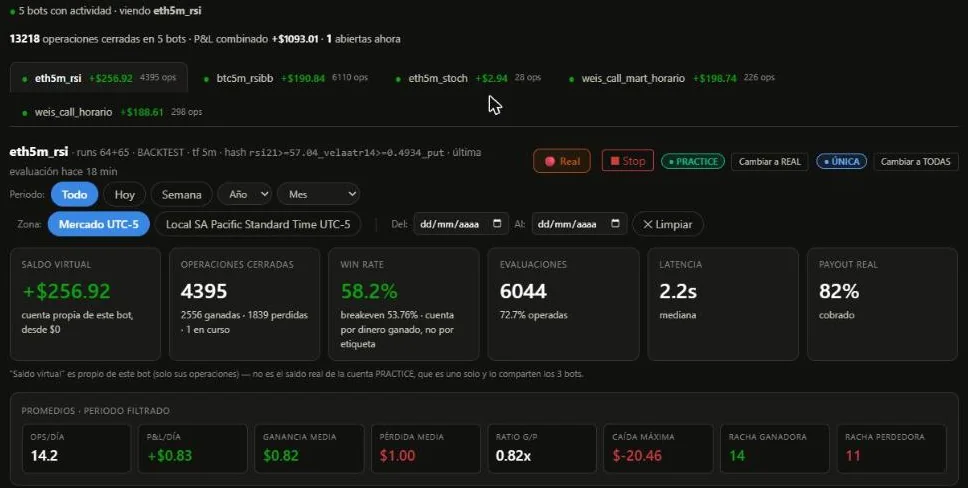 ● 5 bots con actividad · viendo eth5m_rsi
13218 operaciones cerradas en 5 bots · P&L combinado +$1093.01 · 1 abiertas ahora
● eth5m_rsi +$256.92 4395 ops ● btc5m_rsibb +$190.84 6110 ops ● eth5m_stoch +$2.94 28 ops ● weis_call_mart_horario +$198.74 226 ops
● weis_call_horario +$188.61 298 ops
eth5m_rsi · runs 64+65 · BACKTEST · tf 5m · hash rsi21>=57.04_velaatr14>=0.4934_put · última
evaluación hace 18 min
Real Stop ● PRACTICE Cambiar a REAL ● ÚNICA Cambiar a TODAS
Periodo: Todo Hoy Semana Año Mes
Zona: Mercado UTC-5 Local SA Pacific Standard Time UTC-5 Del: dd/mm/aaaa Al: dd/mm/aaaa ✕ Limpiar
SALDO VIRTUAL
+$256.92
cuenta propia de este bot,
desde $0
OPERACIONES CERRADAS
4395
2556 ganadas · 1839 perdidas
· 1 en curso
WIN RATE
58.2%
breakeven 53.76% · cuenta
por dinero ganado, no por
etiqueta
EVALUACIONES
6044
72.7% operadas
LATENCIA
2.2s
mediana
PAYOUT REAL
82%
cobrado
"Saldo virtual" es propio de este bot (solo sus operaciones) — no es el saldo real de la cuenta PRACTICE, que es uno solo y lo comparten los 3 bots.
PROMEDIOS · PERIODO FILTRADO
OPS/DÍA
14.2
P&L/DÍA
+$0.83
GANANCIA MEDIA
$0.82
PÉRDIDA MEDIA
$1.00
RATIO G/P
0.82x
CAÍDA MÁXIMA
$-20.46
RACHA GANADORA
14
RACHA PERDEDORA
11